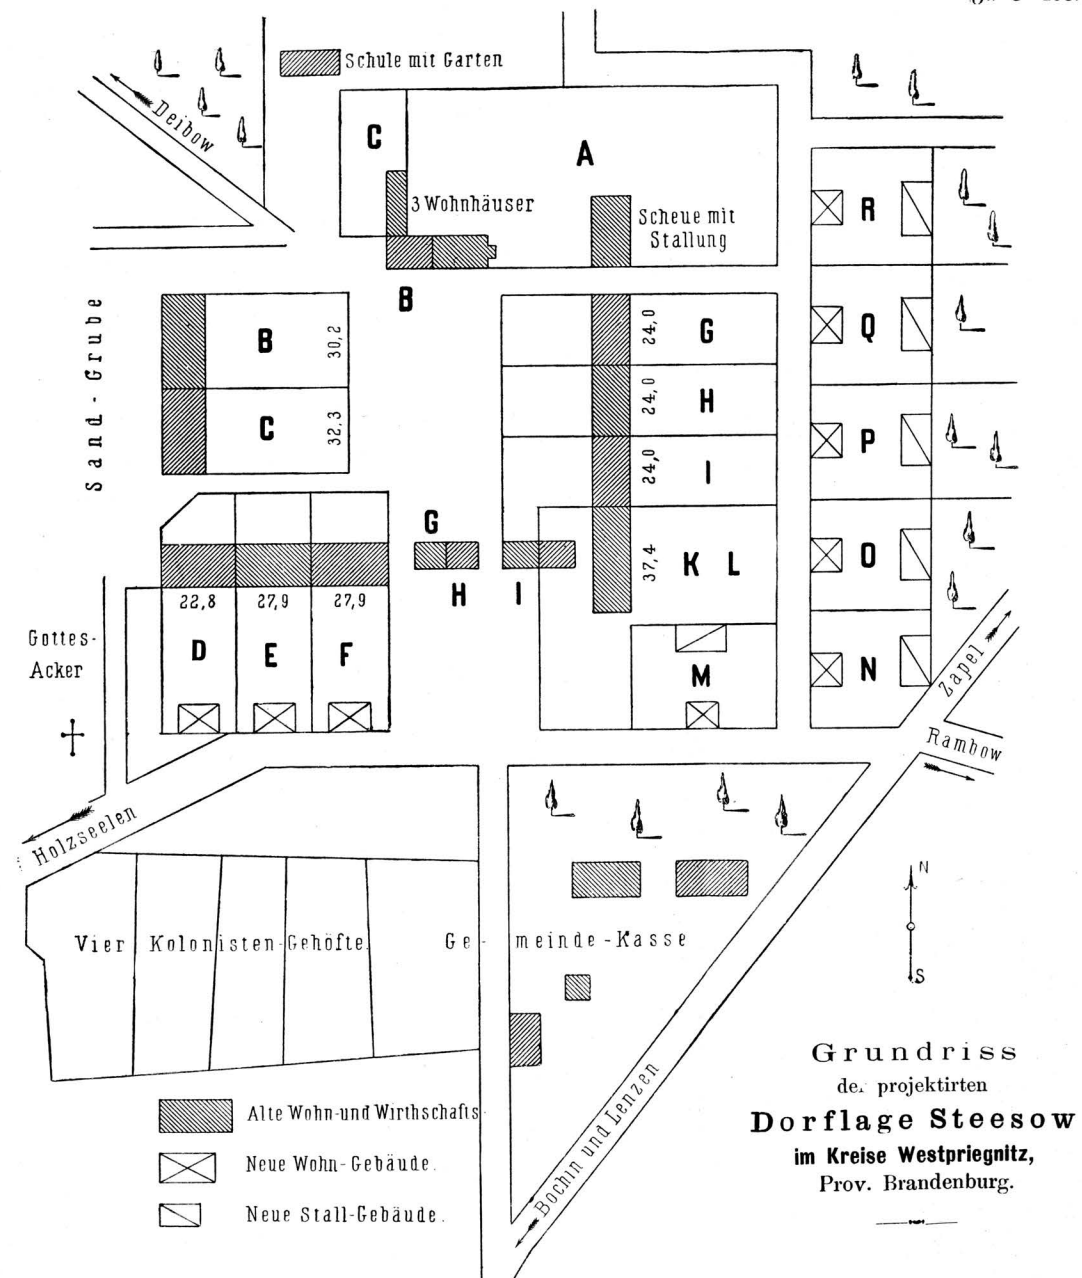 Schule mit Garten
Deibow
C
A
3 Wohnhäuser
Scheue mit
Stallung
R
B
Sand-Grube
B
30,2
C
32,3
24,0
G
24,0
H
24,0
I
37,4
K L
Q
P
O
N
M
G
H
I
22,8
27,9
27,9
D
E
F
Gottes-
Acker
Zapel
Rambow
Holzseelen
Vier Kolonisten-Gehöfte.
Ge-meinde-Kasse
N
S
Bochin und Lenzen
Alte Wohn-und Wirthschafts-
Neue Wohn-Gebäude.
Neue Stall-Gebäude.
Grundriss
projektirten
Dorflage Steesow
im Kreise Westpriegnitz,
Prov. Brandenburg.